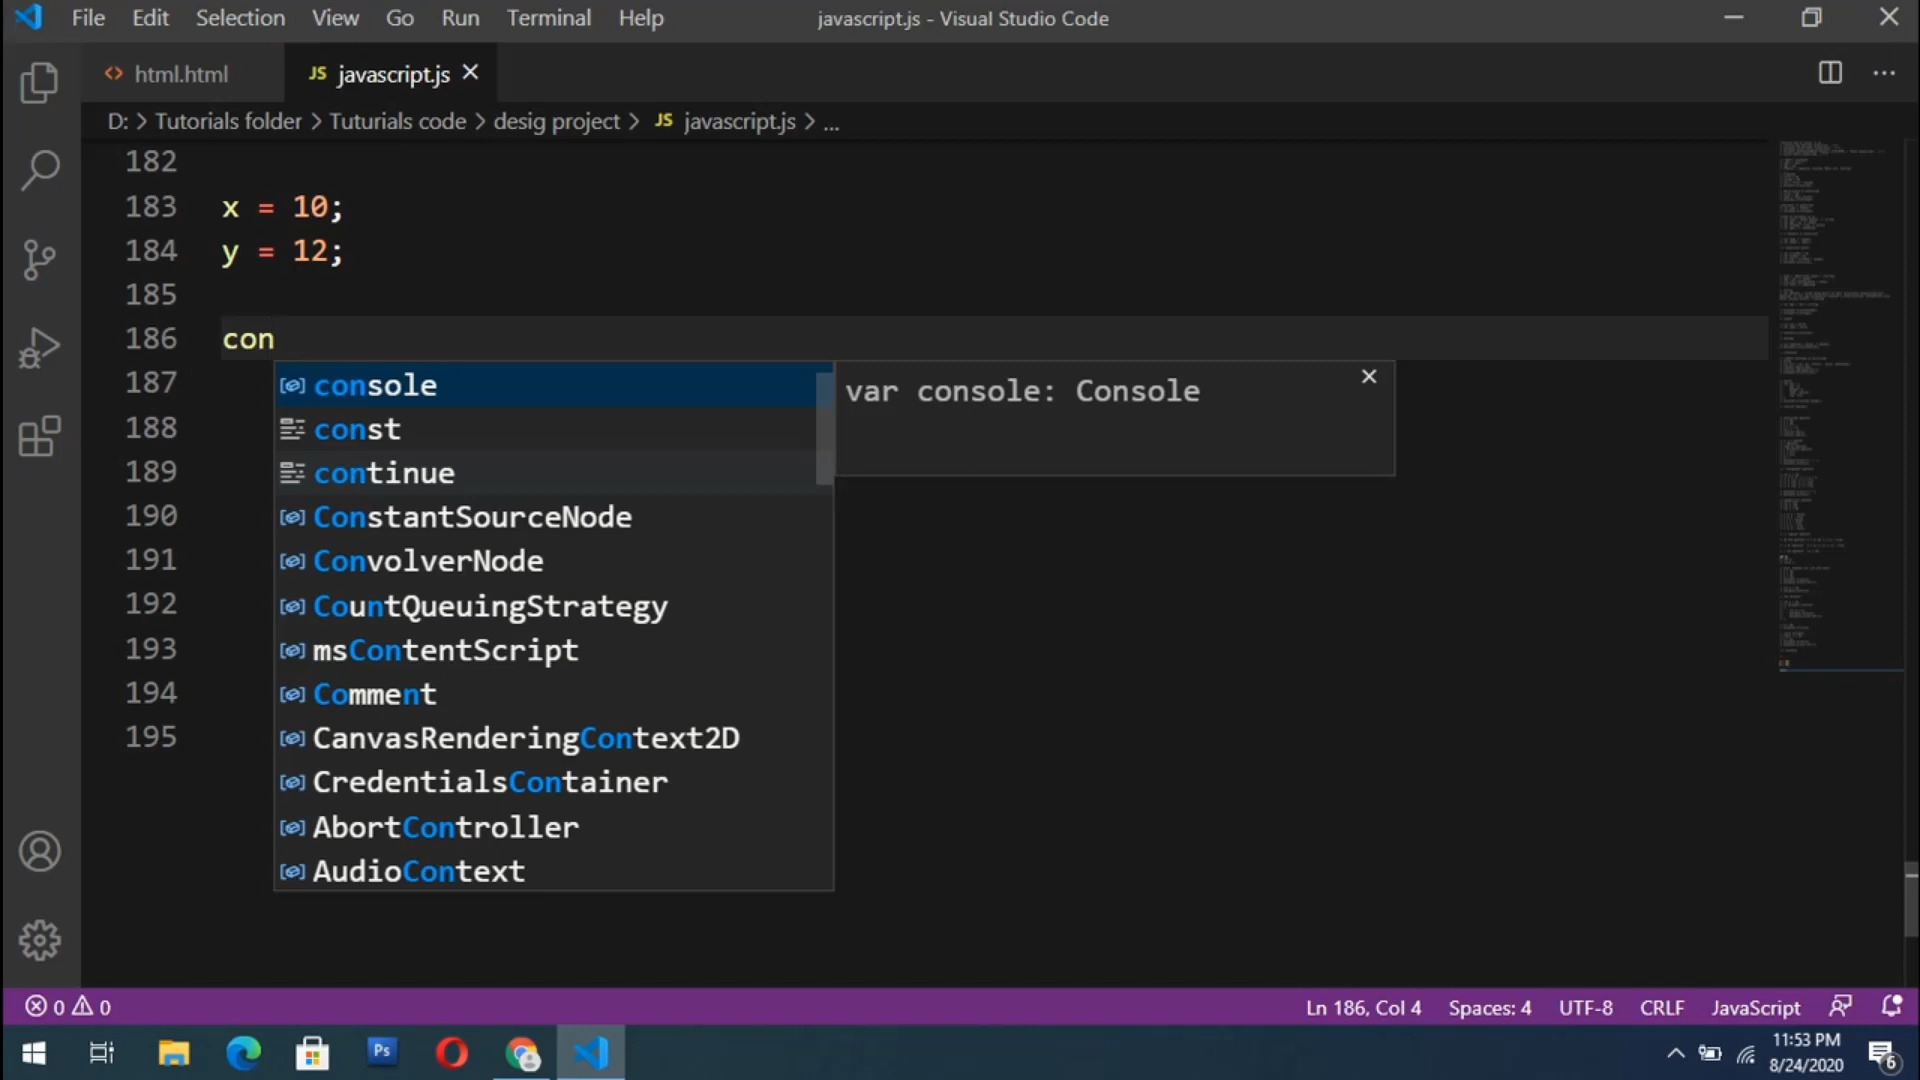 File Edit Selection View Go Run Terminal Help javascript.js - Visual Studio Code
html.html JS javascript.js
D: > Tutorials folder > Tuturials code > desig project > JS javascript.js > ...
182
183 x = 10;
184 y = 12;
185
186 con
187 console var console: Console
188 const
189 continue
190 ConstantSourceNode
191 ConvolverNode
192 CountQueuingStrategy
193 msContentScript
194 Comment
195 CanvasRenderingContext2D
CredentialsContainer
AbortController
AudioContext
0 0 Ln 186, Col 4 Spaces: 4 UTF-8 CRLF JavaScript
Ps 11:53 PM
8/24/2020 6